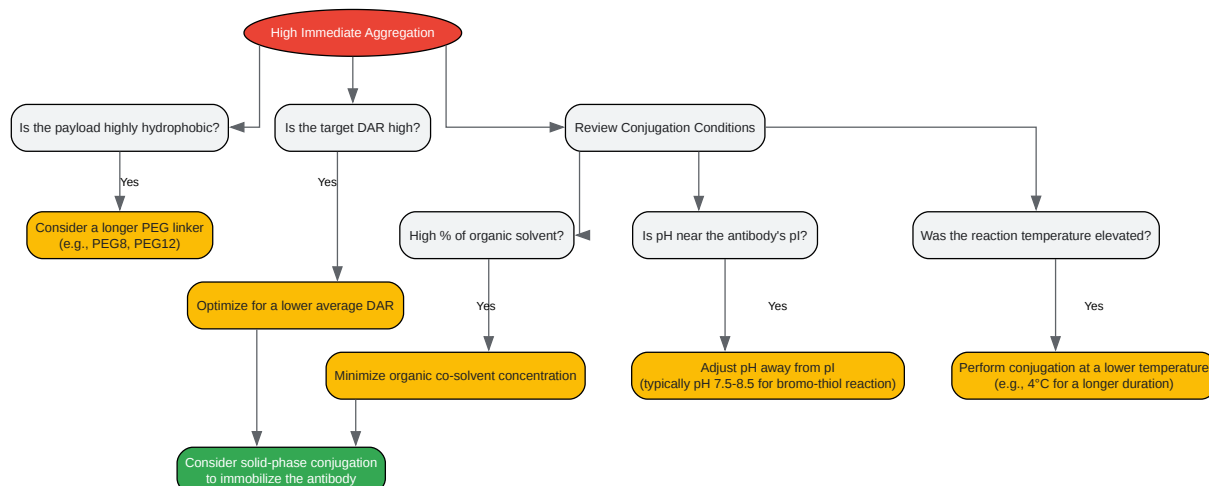 High Immediate Aggregation
Is the payload highly hydrophobic?
Is the target DAR high?
Review Conjugation Conditions
Yes
Yes
Consider a longer PEG linker
(e.g., PEG8, PEG12)
High % of organic solvent?
Is pH near the antibody's pI?
Was the reaction temperature elevated?
Optimize for a lower average DAR
Yes
Yes
Yes
Minimize organic co-solvent concentration
Adjust pH away from pI
(typically pH 7.5-8.5 for bromo-thiol reaction)
Perform conjugation at a lower temperature
(e.g., 4°C for a longer duration)
Consider solid-phase conjugation
to immobilize the antibody